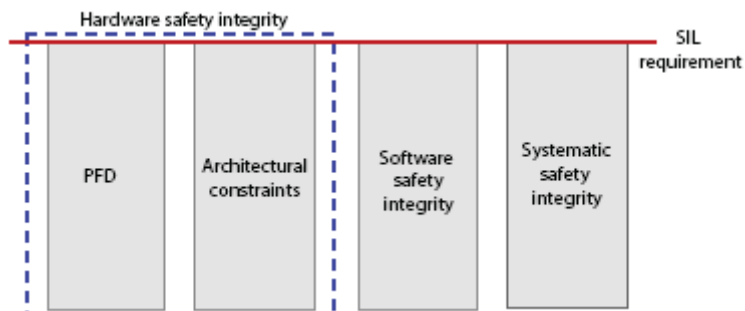 Hardware safety integrity
SIL
requirement
PFD
Architectural
constraints
Software
safety
integrity
Systematic
safety
integrity